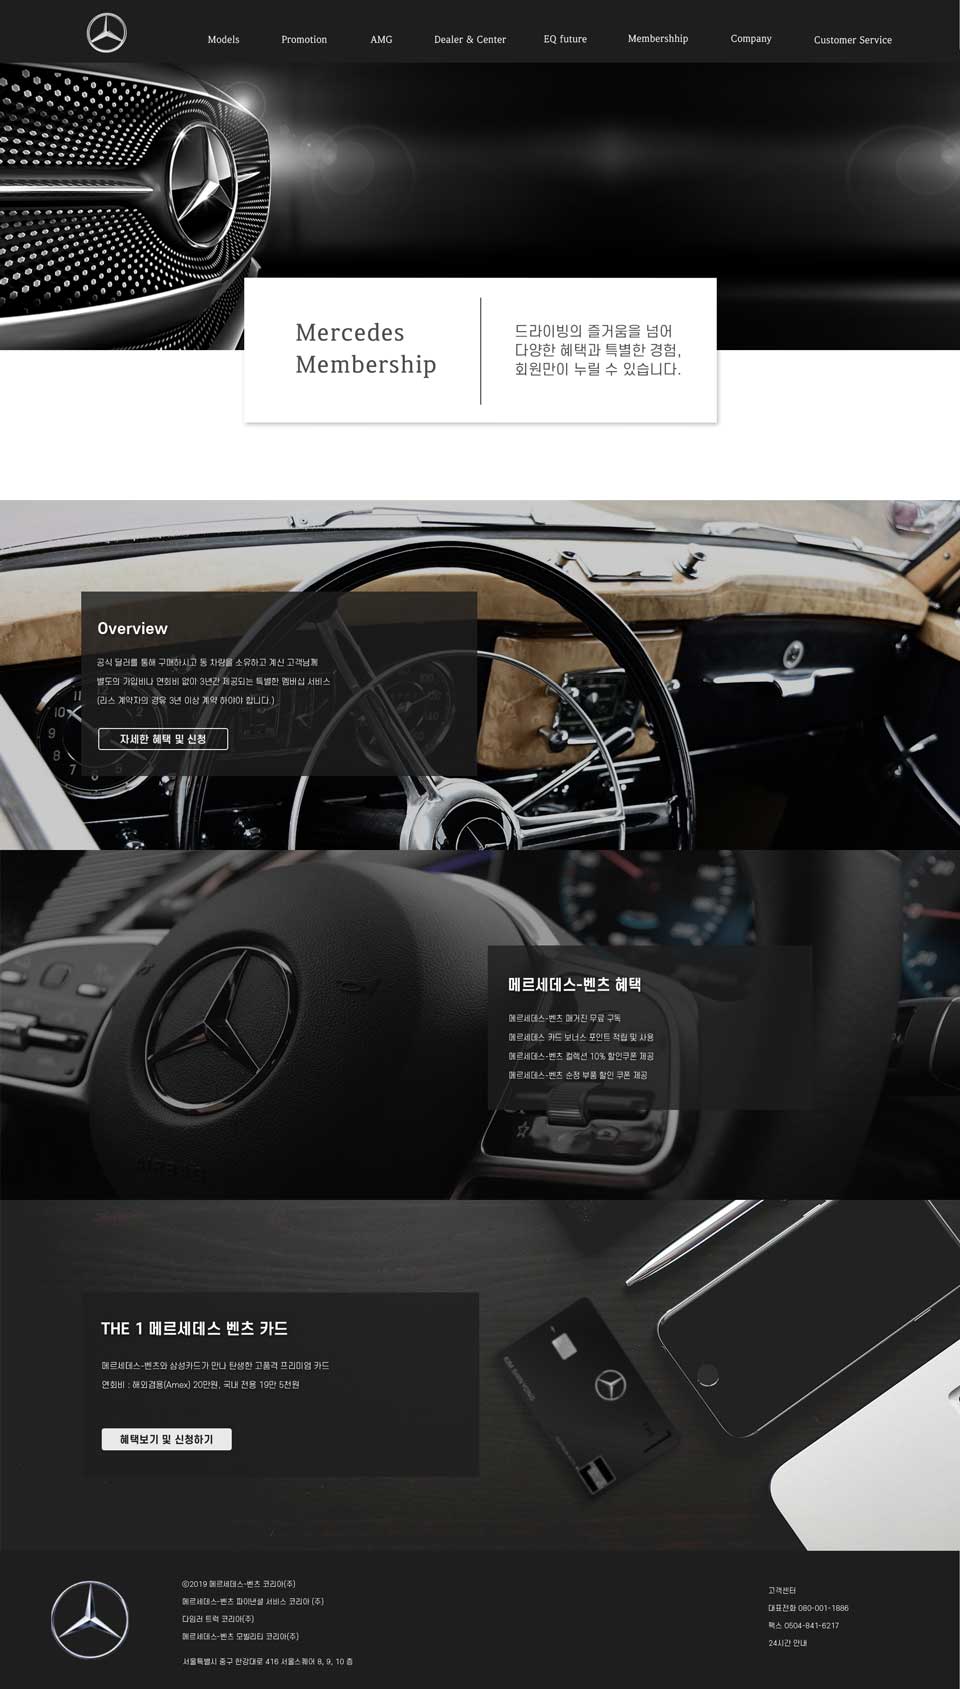 Models Promotion AMG Dealer & Center EQ future Membershhip Company Customer Service
Mercedes
Membership
드라이빙의 즐거움을 넘어
다양한 혜택과 특별한 경험,
회원만이 누릴 수 있습니다.
Overview
공식 딜러를 통해 구매하시고 동 차량을 소유하고 계신 고객님께
별도의 가입비나 연회비 없이 3년간 제공되는 특별한 멤버십 서비스
(리스 계약자의 경유 3년 이상 계약 하야야 합니다.)
자세한 혜택 및 신청
메르세데스-벤츠 혜택
메르세데스-벤츠 매거진 무료 구독
메르세데스 카드 보너스 포인트 적립 및 사용
메르세데스-벤츠 컬렉션 10% 할인쿠폰 제공
메르세데스-벤츠 순정 부품 할인 쿠폰 제공
THE 1 메르세데스 벤츠 카드
메르세데스-벤츠와 삼성카드가 만나 탄생한 고품격 프리미엄 카드
연회비 : 해외겸용(Amex) 20만원, 국내 전용 19만 5천원
혜택보기 및 신청하기
©2019 메르세데스-벤츠 코리아(주)
메르세데스-벤츠 파이낸셜 서비스 코리아 (주)
다임러 트럭 코리아(주)
메르세데스-벤츠 모빌리티 코리아(주)
서울특별시 중구 한강대로 416 서울스퀘어 8, 9, 10 층
고객센터
대표전화 080-001-1886
팩스 0504-841-6217
24시간 안내